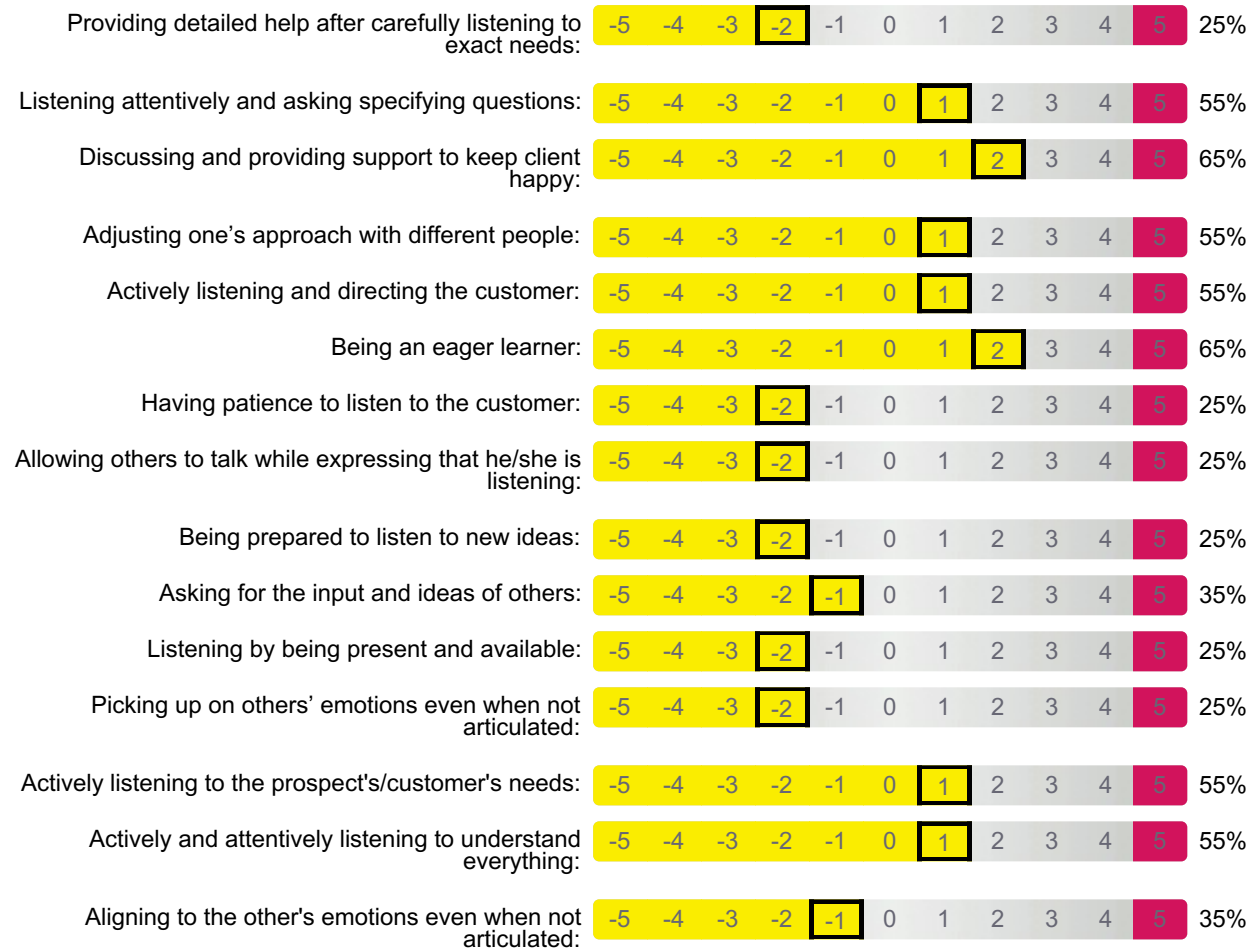 Providing detailed help after carefully listening to
exact needs:
-5 -4 -3 -2 -1 0 1 2 3 4 5 25%
Listening attentively and asking specifying questions: -5 -4 -3 -2 -1 0 1 2 3 4 5 55%
Discussing and providing support to keep client
happy:
-5 -4 -3 -2 -1 0 1 2 3 4 5 65%
Adjusting one’s approach with different people: -5 -4 -3 -2 -1 0 1 2 3 4 5 55%
Actively listening and directing the customer: -5 -4 -3 -2 -1 0 1 2 3 4 5 55%
Being an eager learner: -5 -4 -3 -2 -1 0 1 2 3 4 5 65%
Having patience to listen to the customer: -5 -4 -3 -2 -1 0 1 2 3 4 5 25%
Allowing others to talk while expressing that he/she is
listening:
-5 -4 -3 -2 -1 0 1 2 3 4 5 25%
Being prepared to listen to new ideas: -5 -4 -3 -2 -1 0 1 2 3 4 5 25%
Asking for the input and ideas of others: -5 -4 -3 -2 -1 0 1 2 3 4 5 35%
Listening by being present and available: -5 -4 -3 -2 -1 0 1 2 3 4 5 25%
Picking up on others’ emotions even when not
articulated:
-5 -4 -3 -2 -1 0 1 2 3 4 5 25%
Actively listening to the prospect's/customer's needs: -5 -4 -3 -2 -1 0 1 2 3 4 5 55%
Actively and attentively listening to understand
everything:
-5 -4 -3 -2 -1 0 1 2 3 4 5 55%
Aligning to the other's emotions even when not
articulated:
-5 -4 -3 -2 -1 0 1 2 3 4 5 35%